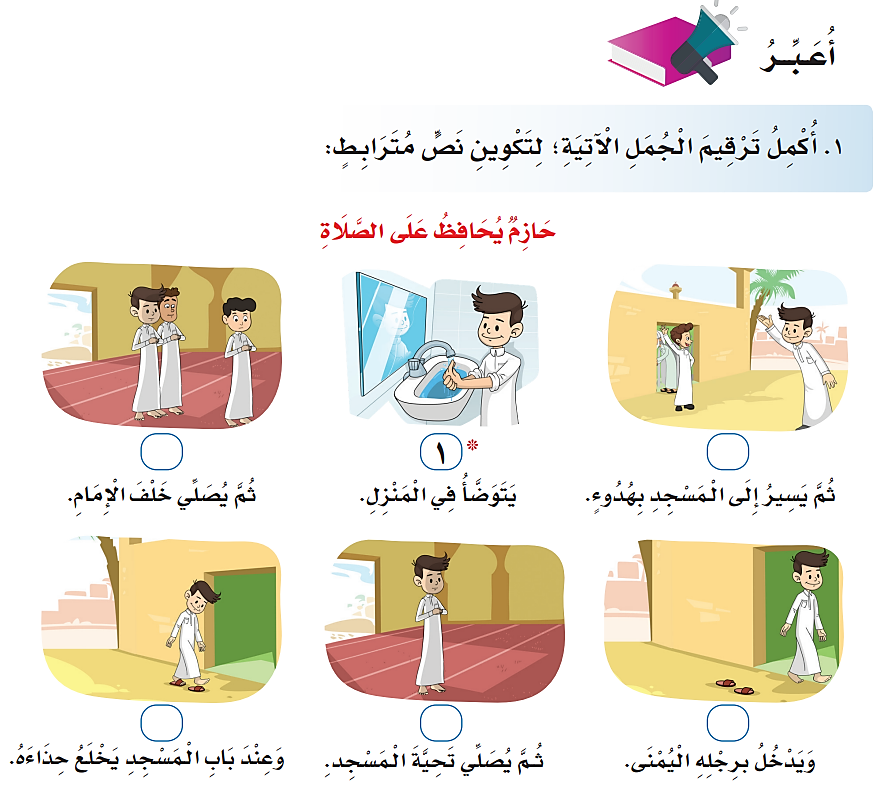 أُعَبِّــرُ
١. أُكْمِلُ تَرْقِيمَ الْجُمَلِ الْآتِيَةِ؛ لِتَكْوِينِ نَصٍّ مُتَرَابِطٍ:
حَازِمٌ يُحَافِظُ عَلَى الصَّلَاةِ
* ١
ثُمَّ يَسِيرُ إِلَى الْمَسْجِدِ بِهُدُوءٍ.
يَتَوَضَّأُ فِي الْمَنْزِلِ.
ثُمَّ يُصَلِّي خَلْفَ الْإِمَامِ.
وَيَدْخُلُ بِرِجْلِهِ الْيُمْنَى.
ثُمَّ يُصَلِّي تَحِيَّةَ الْمَسْجِدِ.
وَعِنْدَ بَابِ الْمَسْجِدِ يَخْلَعُ حِذَاءَهُ.